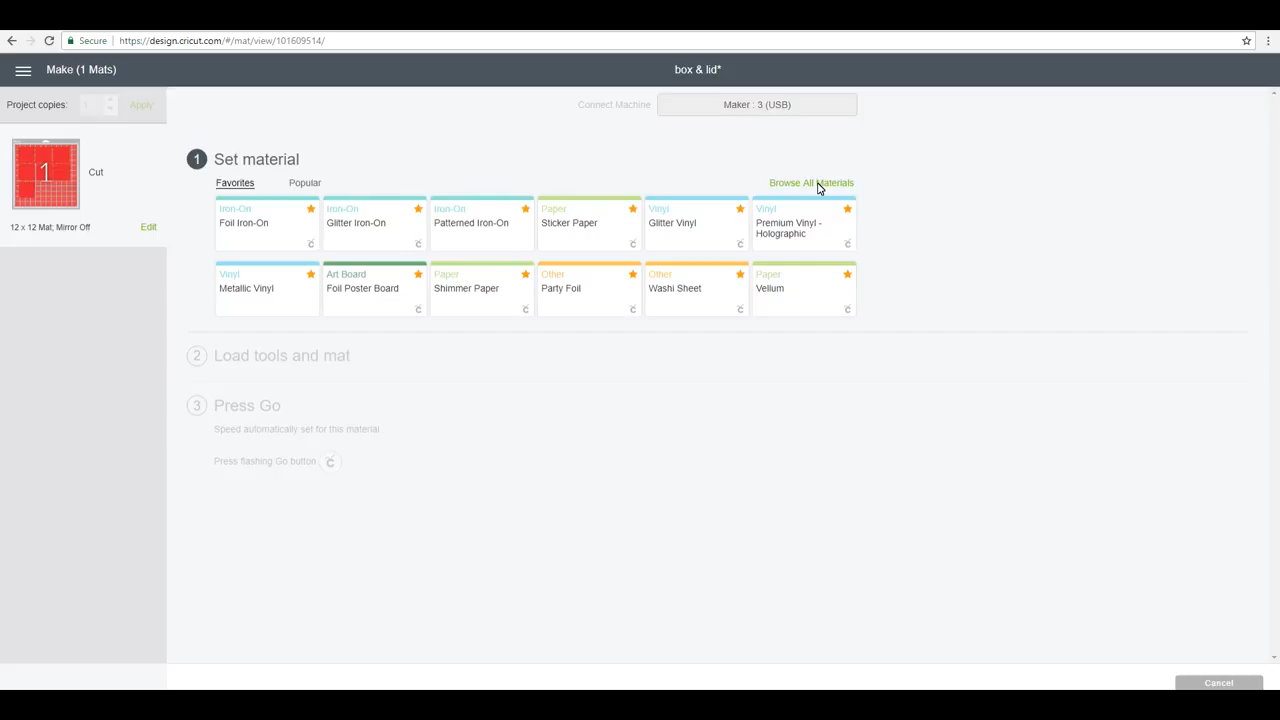 Secure
https://design.cricut.com/#/mat/view/101609514/
Make (1 Mats)
box & lid*
Project copies:
1
Apply
Connect Machine
Maker : 3 (USB)
1
Cut
12 x 12 Mat; Mirror Off
Edit
1
Set material
Favorites
Popular
Browse All Materials
Iron-On
Foil Iron-On
Iron-On
Glitter Iron-On
Iron-On
Patterned Iron-On
Paper
Sticker Paper
Vinyl
Glitter Vinyl
Vinyl
Premium Vinyl -
Holographic
Vinyl
Metallic Vinyl
Art Board
Foil Poster Board
Paper
Shimmer Paper
Other
Party Foil
Other
Washi Sheet
Paper
Vellum
2
Load tools and mat
3
Press Go
Speed automatically set for this material
Press flashing Go button
Cancel